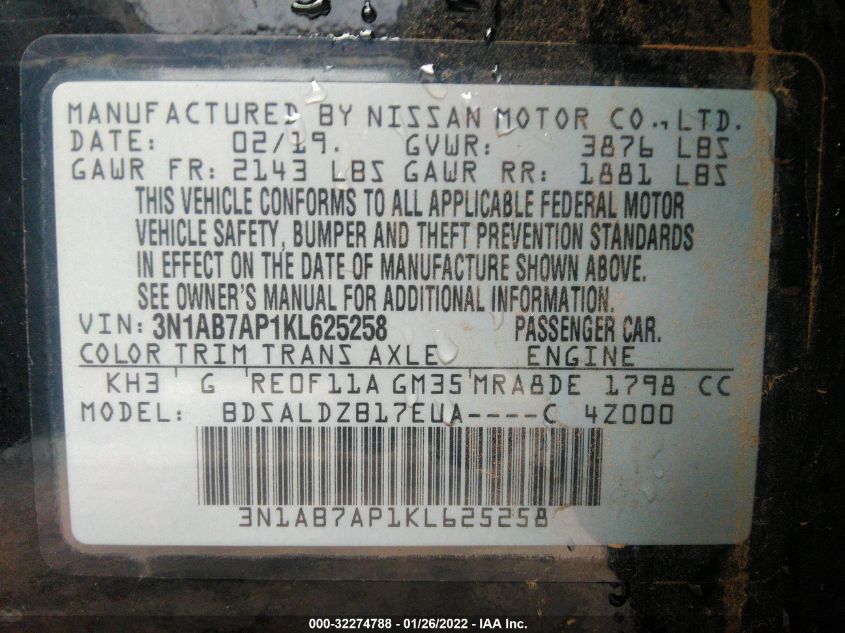 MANUFACTURED BY NISSAN MOTOR CO., LTD.
DATE: 02/19. GVWR: 3876 LBS
GAWR FR: 2143 LBS GAWR RR: 1881 LBS
THIS VEHICLE CONFORMS TO ALL APPLICABLE FEDERAL MOTOR
VEHICLE SAFETY, BUMPER AND THEFT PREVENTION STANDARDS
IN EFFECT ON THE DATE OF MANUFACTURE SHOWN ABOVE.
SEE OWNER'S MANUAL FOR ADDITIONAL INFORMATION.
VIN: 3N1AB7AP1KL625258 PASSENGER CAR.
COLOR TRIM TRANS AXLE ENGINE
KH3 ' G 'RE0F11A GM35'MRA8DE 1798 CC
MODEL: BDSALDZB17EUA----C 4Z000
3N1AB7AP1KL625258
000-32274788 - 01/26/2022 - IAA Inc.